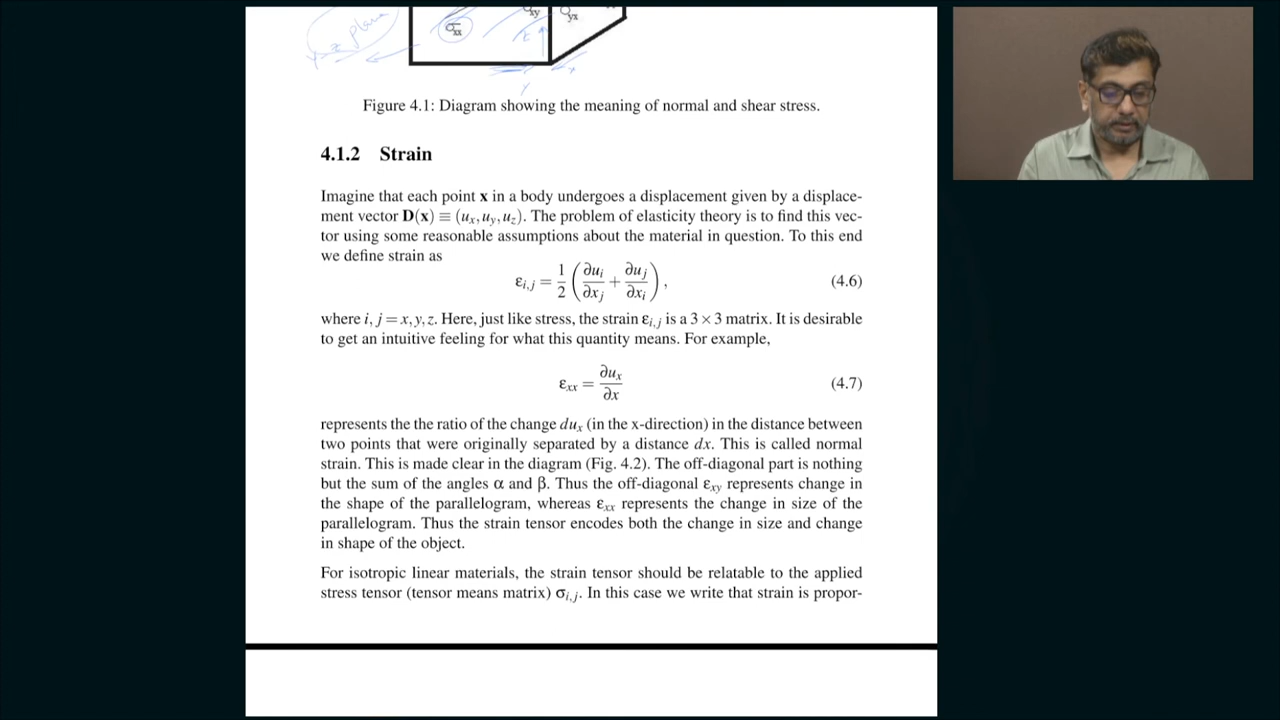 y-z plane
σxx
σxy
σyx
y
Figure 4.1: Diagram showing the meaning of normal and shear stress.
4.1.2 Strain
Imagine that each point x in a body undergoes a displacement given by a displace-
ment vector D(x) ≡ (ux, uy, uz). The problem of elasticity theory is to find this vec-
tor using some reasonable assumptions about the material in question. To this end
we define strain as
εi,j = 1/2 (∂ui/∂xj + ∂uj/∂xi), (4.6)
where i, j = x, y, z. Here, just like stress, the strain εi,j is a 3 × 3 matrix. It is desirable
to get an intuitive feeling for what this quantity means. For example,
εxx = ∂ux/∂x (4.7)
represents the the ratio of the change dux (in the x-direction) in the distance between
two points that were originally separated by a distance dx. This is called normal
strain. This is made clear in the diagram (Fig. 4.2). The off-diagonal part is nothing
but the sum of the angles α and β. Thus the off-diagonal εxy represents change in
the shape of the parallelogram, whereas εxx represents the change in size of the
parallelogram. Thus the strain tensor encodes both the change in size and change
in shape of the object.
For isotropic linear materials, the strain tensor should be relatable to the applied
stress tensor (tensor means matrix) σi,j. In this case we write that strain is propor-